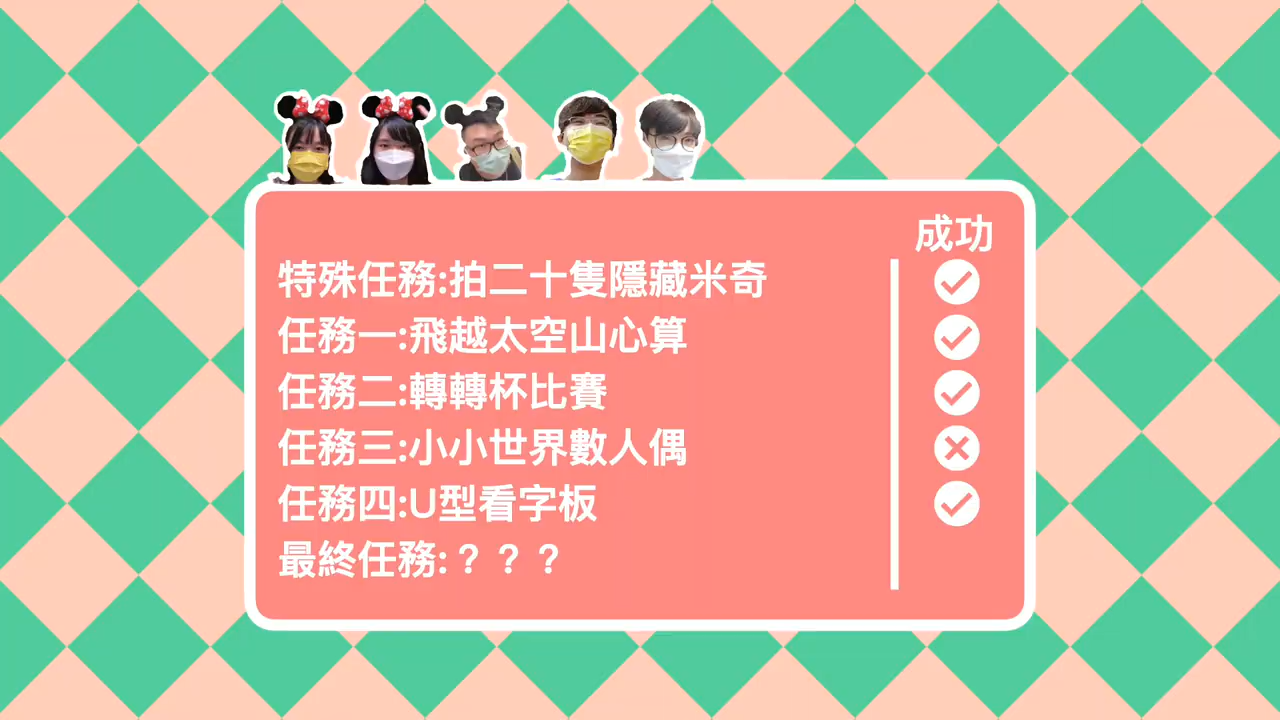 成功
特殊任務:拍二十隻隱藏米奇
任務一:飛越太空山心算
任務二:轉轉杯比賽
任務三:小小世界數人偶
任務四:U型看字板
最終任務:？？？